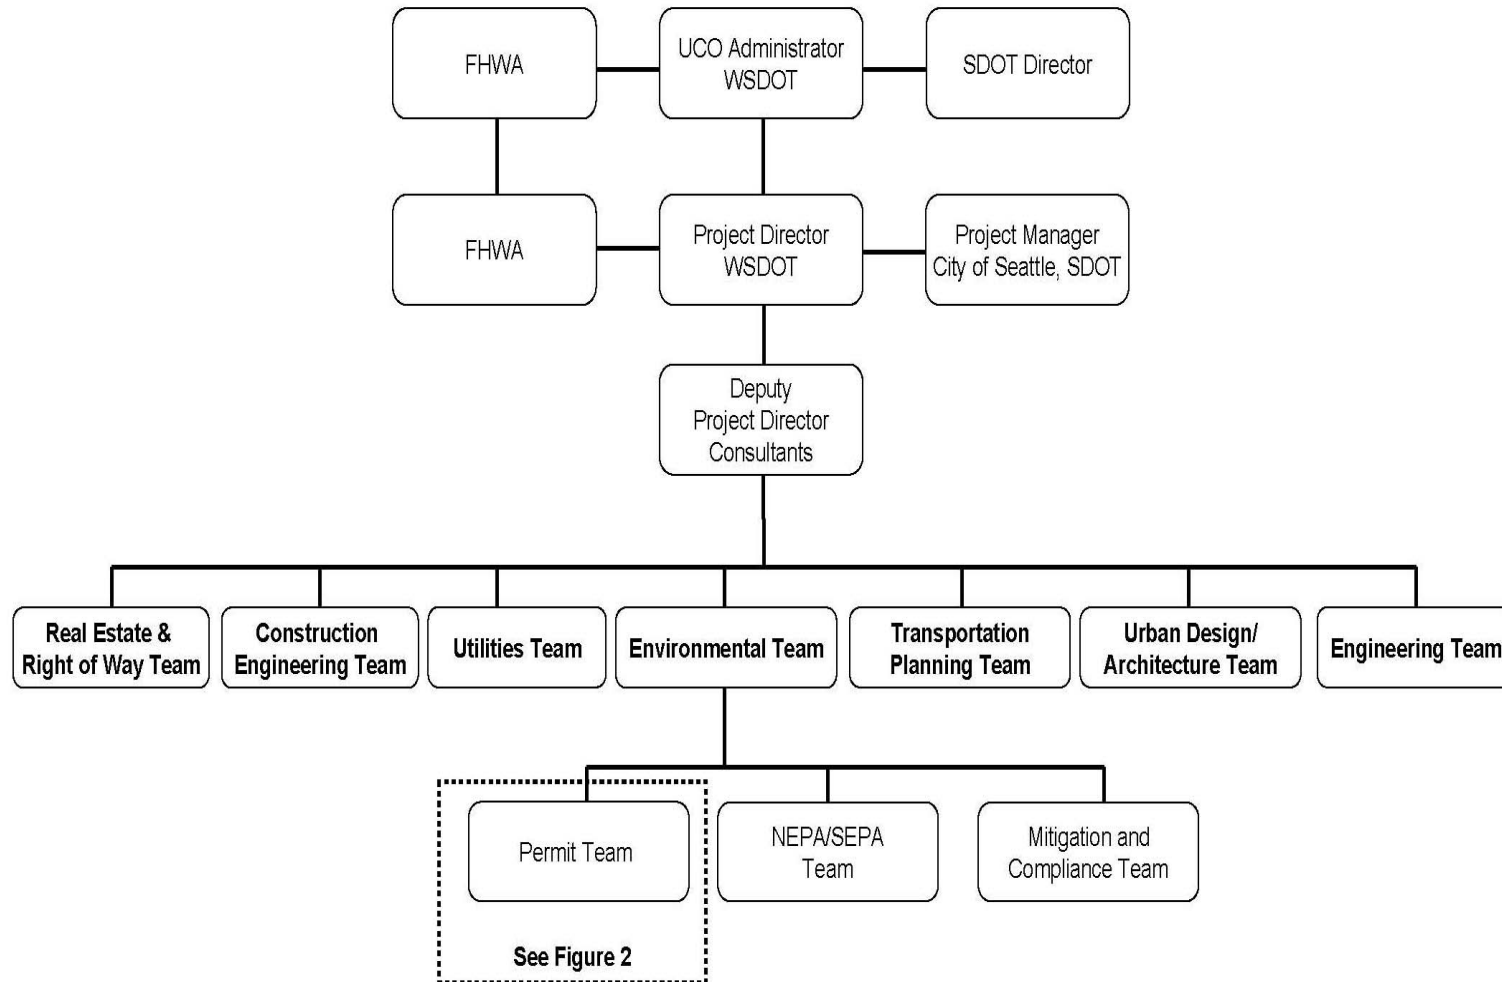 FHWA
UCO Administrator
WSDOT
SDOT Director
FHWA
Project Director
WSDOT
Project Manager
City of Seattle, SDOT
Deputy
Project Director
Consultants
Real Estate &
Right of Way Team
Construction
Engineering Team
Utilities Team
Environmental Team
Transportation
Planning Team
Urban Design/
Architecture Team
Engineering Team
Permit Team
NEPA/SEPA
Team
Mitigation and
Compliance Team
See Figure 2